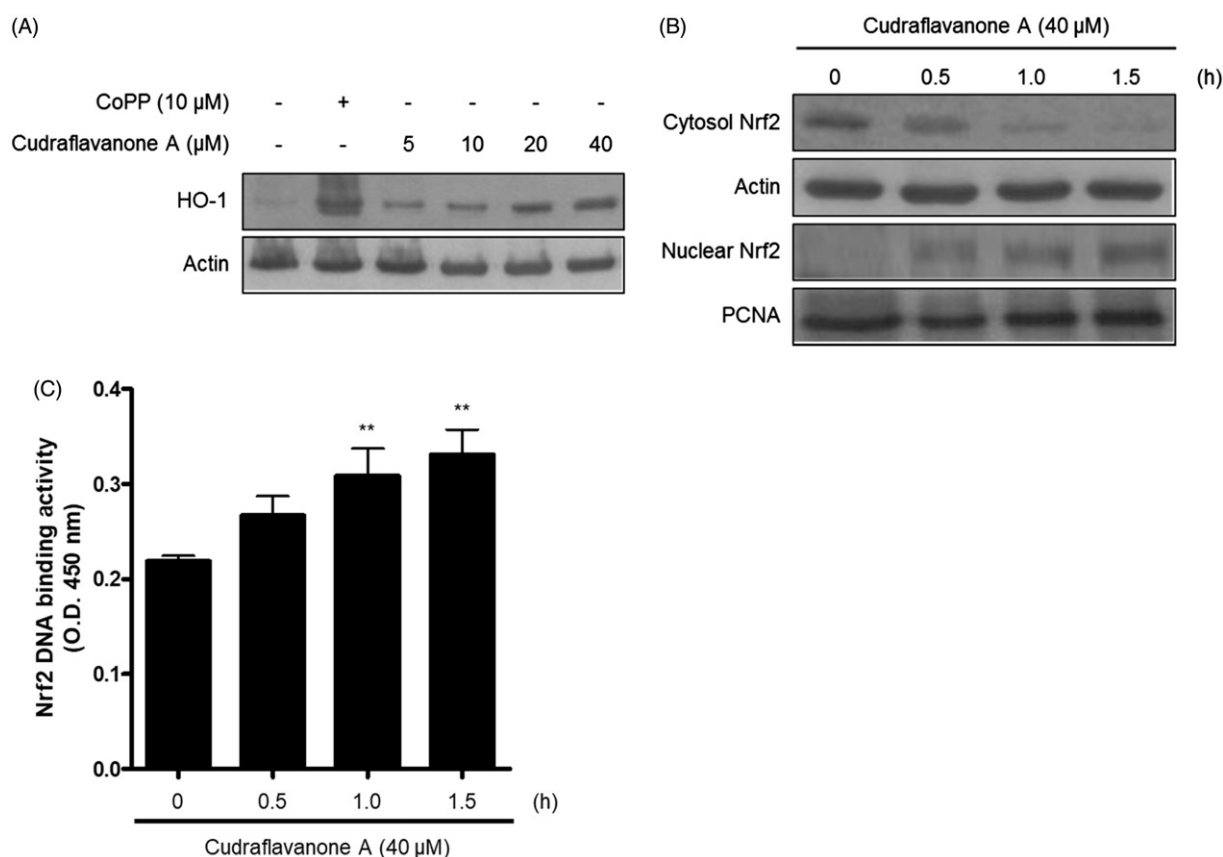 (A)
CoPP (10 µM) - + - - - -
Cudraflavanone A (µM) - - 5 10 20 40
HO-1
Actin
(B)
Cudraflavanone A (40 µM)
0 0.5 1.0 1.5 (h)
Cytosol Nrf2
Actin
Nuclear Nrf2
PCNA
(C)
Nrf2 DNA binding activity
(O.D. 450 nm)
0.4
0.3
0.2
0.1
0.0
** **
0 0.5 1.0 1.5 (h)
Cudraflavanone A (40 µM)